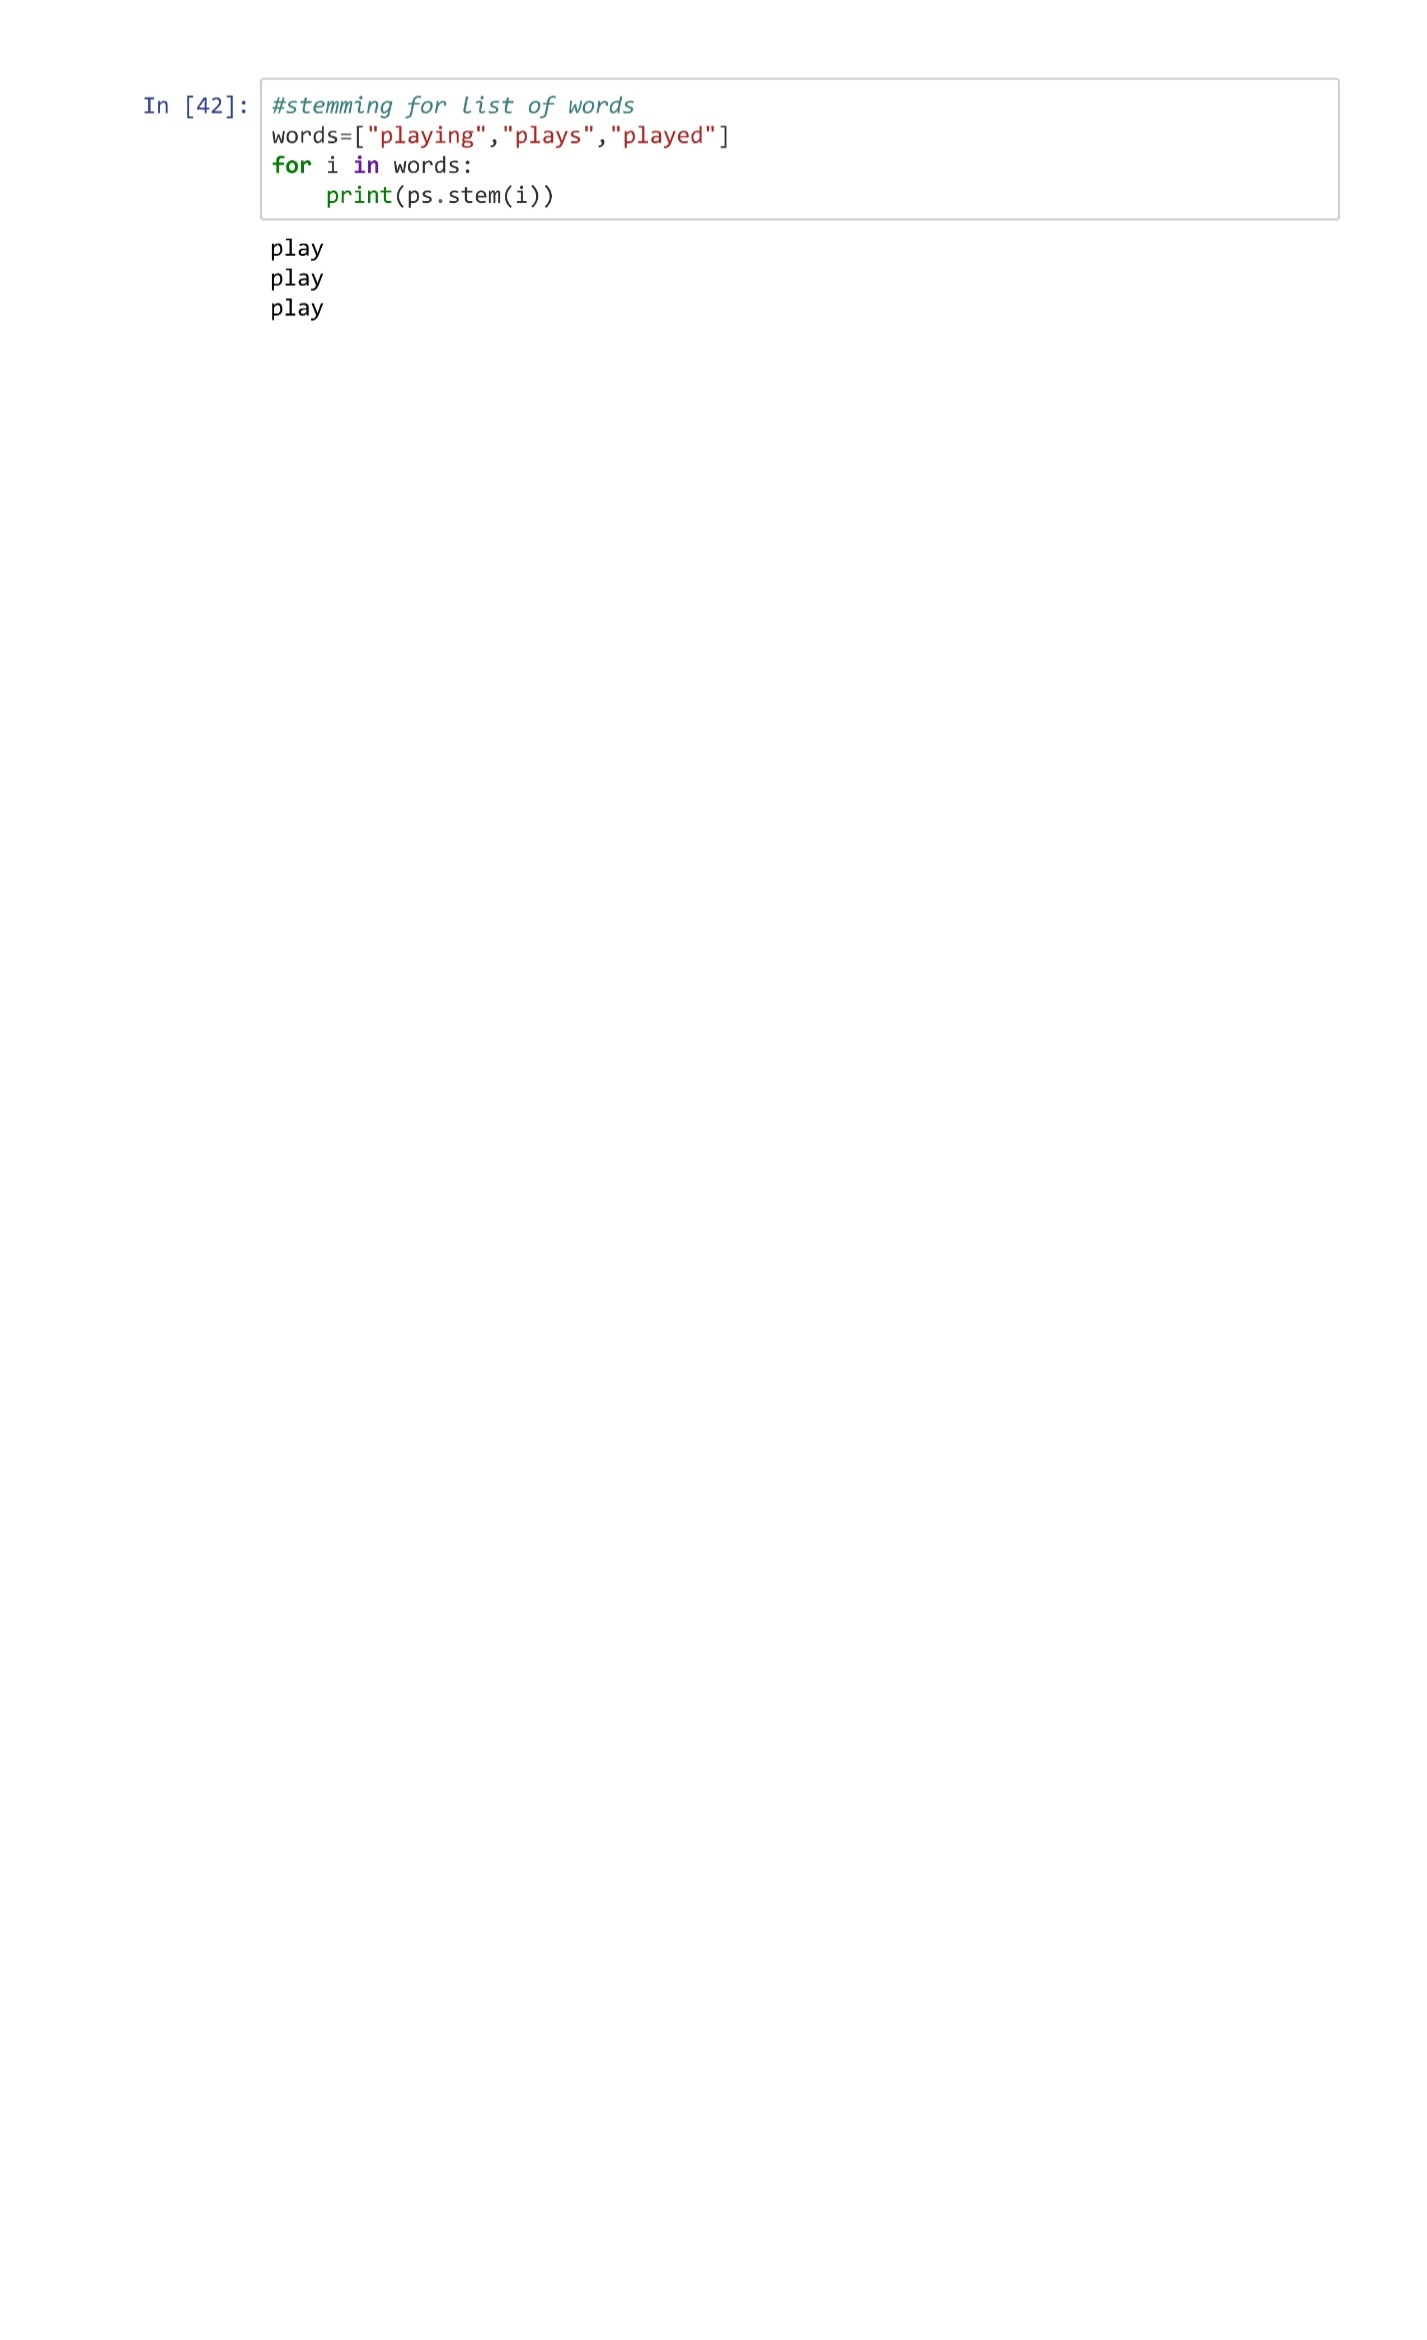 In [42]: #stemming for list of words
words=["playing","plays","played"]
for i in words:
    print(ps.stem(i))
play
play
play